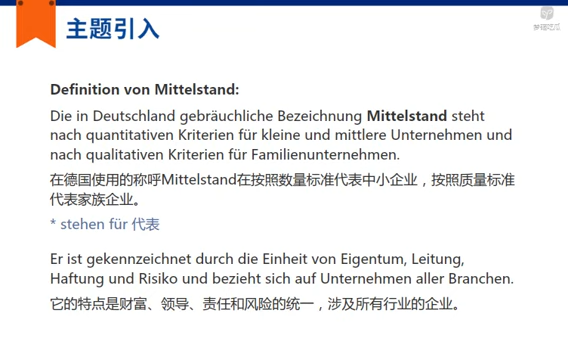 主题引入
Definition von Mittelstand:
Die in Deutschland gebräuchliche Bezeichnung Mittelstand steht
nach quantitativen Kriterien für kleine und mittlere Unternehmen und
nach qualitativen Kriterien für Familienunternehmen.
在德国使用的称呼Mittelstand在按照数量标准代表中小企业，按照质量标准
代表家族企业。
* stehen für 代表
Er ist gekennzeichnet durch die Einheit von Eigentum, Leitung,
Haftung und Risiko und bezieht sich auf Unternehmen aller Branchen.
它的特点是财富、领导、责任和风险的统一，涉及所有行业的企业。